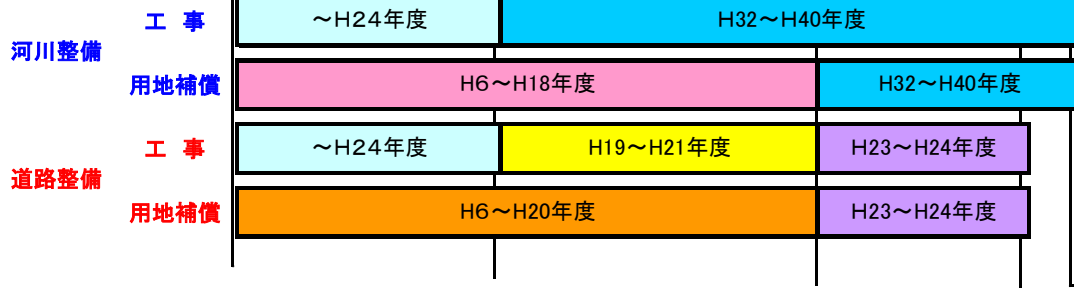 河川整備
工 事 ～H２４年度 H32～H40年度
用地補償 H６～H18年度 H32～H40年度
道路整備
工 事 ～H２４年度 H19～H21年度 H23～H24年度
用地補償 H６～H20年度 H23～H24年度